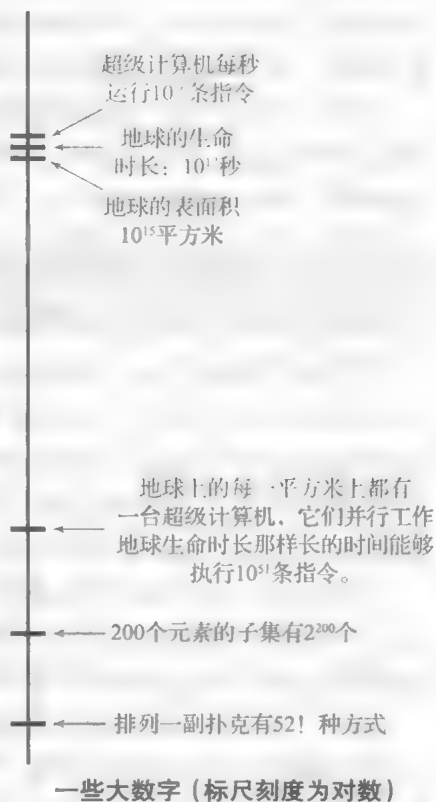 超级计算机每秒
运行 条指令
地球的生命
时长： 秒
地球的表面积
10¹⁵平方米
地球上的每一平方米上都有
一台超级计算机，它们并行工作
地球生命时长那样长的时间能够
执行10⁵¹条指令。
200个元素的子集有2²⁰⁰个
排列一副扑克有52！种方式
一些大数字（标尺刻度为对数）